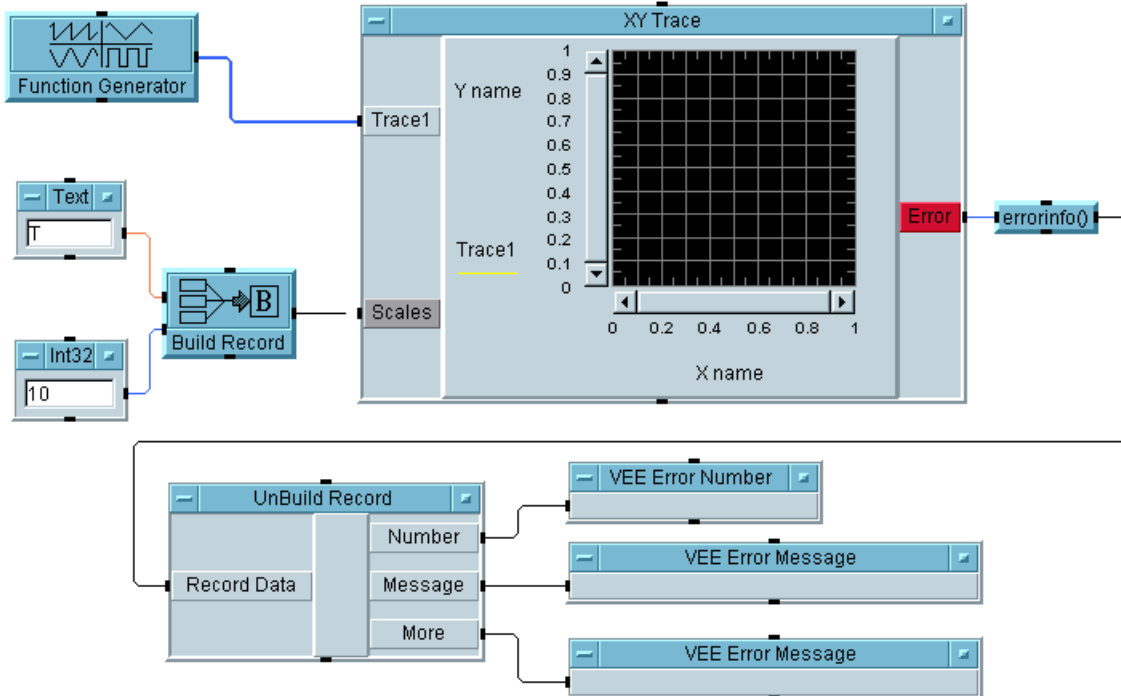 Function Generator
Text
T
Int32
10
B
Build Record
XY Trace
Trace1
Scales
Y name
Trace1
1
0.9
0.8
0.7
0.6
0.5
0.4
0.3
0.2
0.1
0
0 0.2 0.4 0.6 0.8 1
X name
Error
errorinfo()
UnBuild Record
Record Data
Number
Message
More
VEE Error Number
VEE Error Message
VEE Error Message